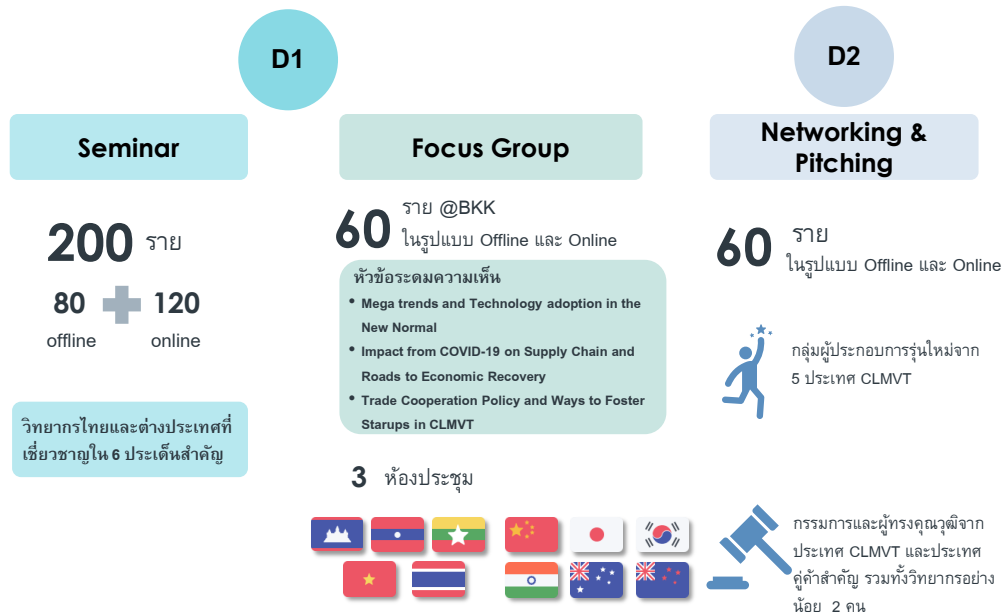 D1
Seminar
200 ราย
80 120
offline online
วิทยากรไทยและต่างประเทศที่
เชี่ยวชาญใน 6 ประเด็นสำคัญ
Focus Group
60 ราย @BKK
ในรูปแบบ Offline และ Online
หัวข้อระดมความเห็น
• Mega trends and Technology adoption in the
New Normal
• Impact from COVID-19 on Supply Chain and
Roads to Economic Recovery
• Trade Cooperation Policy and Ways to Foster
Starups in CLMVT
3 ห้องประชุม
D2
Networking &
Pitching
60 ราย
ในรูปแบบ Offline และ Online
กลุ่มผู้ประกอบการรุ่นใหม่จาก
5 ประเทศ CLMVT
กรรมการและผู้ทรงคุณวุฒิจาก
ประเทศ CLMVT และประเทศ
คู่ค้าสำคัญ รวมทั้งวิทยากรอย่าง
น้อย 2 คน